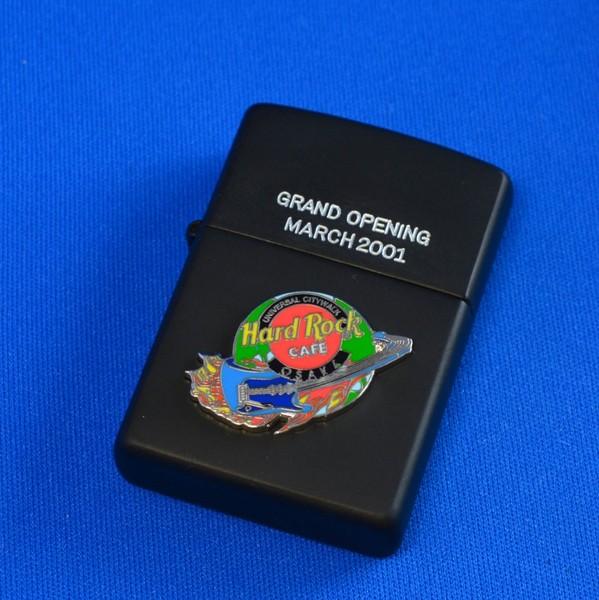 GRAND OPENING
MARCH 2001
UNIVERSAL CITYWALK
Hard Rock
CAFE
OSAKA